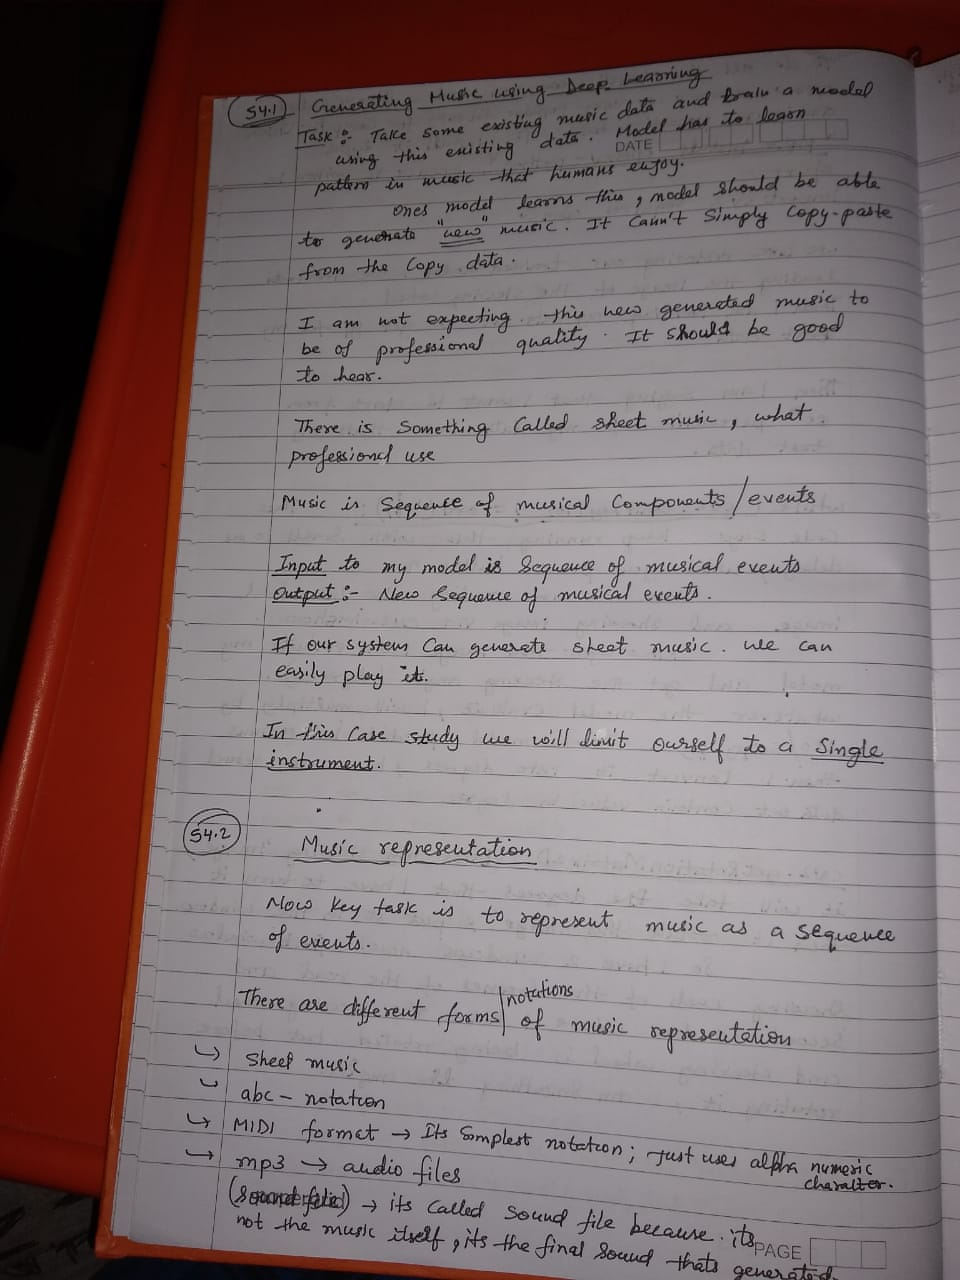 54.1 Generating Music using Deep Learning
Task :- Take some existing music data and train a model
using this existing data. Model has to learn
DATE
pattern in music that humans enjoy.
ones model learns this, model should be able
to generate "new" music. It Cann't Simply Copy-paste
from the Copy data.
I am not expecting this new generated music to
be of professional quality. It should be good
to hear.
There is Something Called sheet music, what
professional use
Music is Sequence of musical Components/events
Input to my model is Sequence of musical events
Output :- New Sequence of musical events.
If our system Can generate sheet music. we can
easily play it.
In this Case study we will limit ourself to a Single
instrument.
54.2 Music representation
Now key task is to represent music as a sequence
of events.
There are different forms/notations of music representation
↳ Sheet music
↳ abc - notation
↳ MIDI format → Its Simplest notation; Just uses alpha numeric
character.
↳ mp3 → audio files
(Sound file) → its Called Sound file because its
not the music itself, its the final Sound thats generated.
PAGE